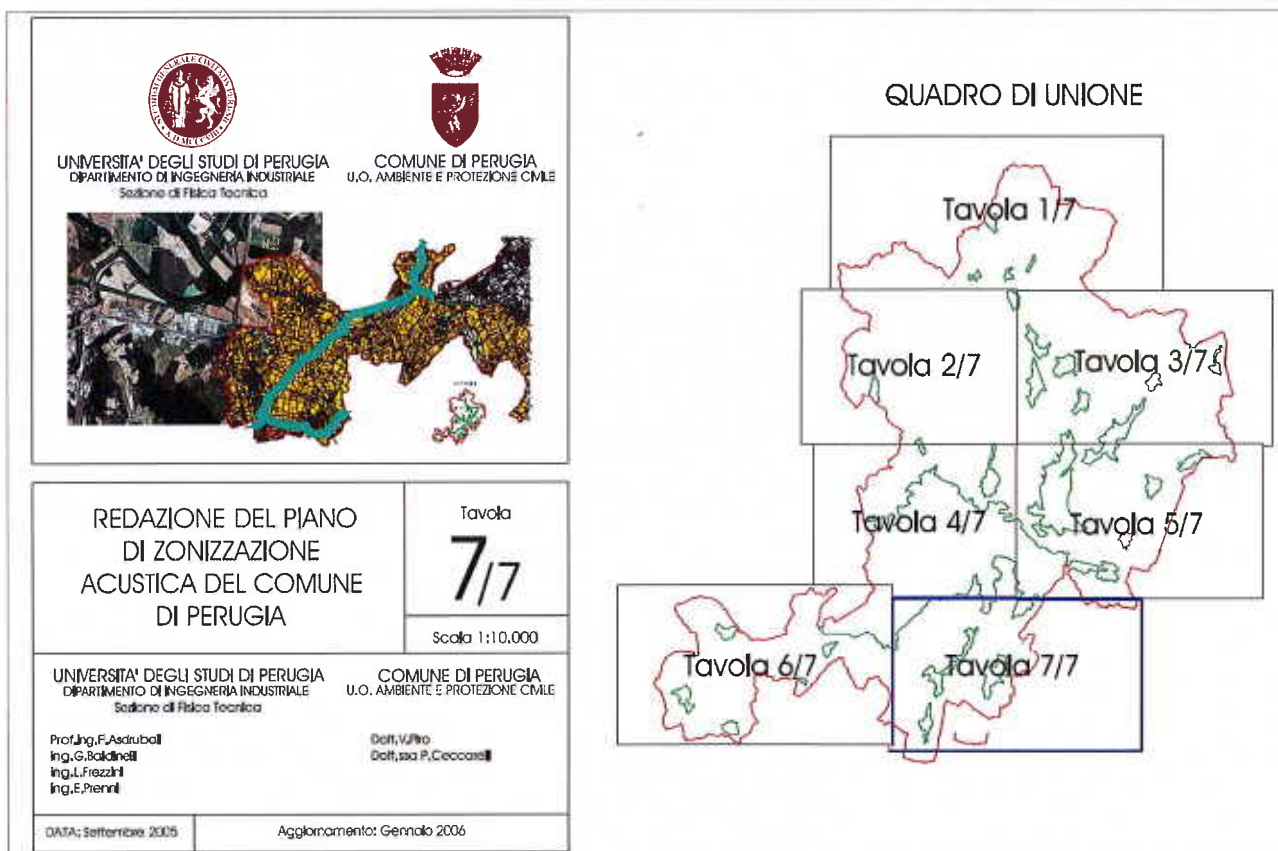 UNIVERSITA' DEGLI STUDI DI PERUGIA
DIPARTIMENTO DI INGEGNERIA INDUSTRIALE
Sezione di Fisica Tecnica
COMUNE DI PERUGIA
U.O. AMBIENTE E PROTEZIONE CIVILE
REDAZIONE DEL PIANO
DI ZONIZZAZIONE
ACUSTICA DEL COMUNE
DI PERUGIA
Tavola
7/7
Scala 1:10.000
UNIVERSITA' DEGLI STUDI DI PERUGIA
DIPARTIMENTO DI INGEGNERIA INDUSTRIALE
Sezione di Fisica Tecnica
COMUNE DI PERUGIA
U.O. AMBIENTE E PROTEZIONE CIVILE
Prof.Ing.F.Asdrubali
Ing.G.Baldinelli
Ing.L.Frezzini
Ing.E.Prenni
Dott.V.Piro
Dott.ssa P.Ceccarelli
DATA: Settembre 2005
Aggiornamento: Gennaio 2006
QUADRO DI UNIONE
Tavola 1/7
Tavola 2/7
Tavola 3/7
Tavola 4/7
Tavola 5/7
Tavola 6/7
Tavola 7/7